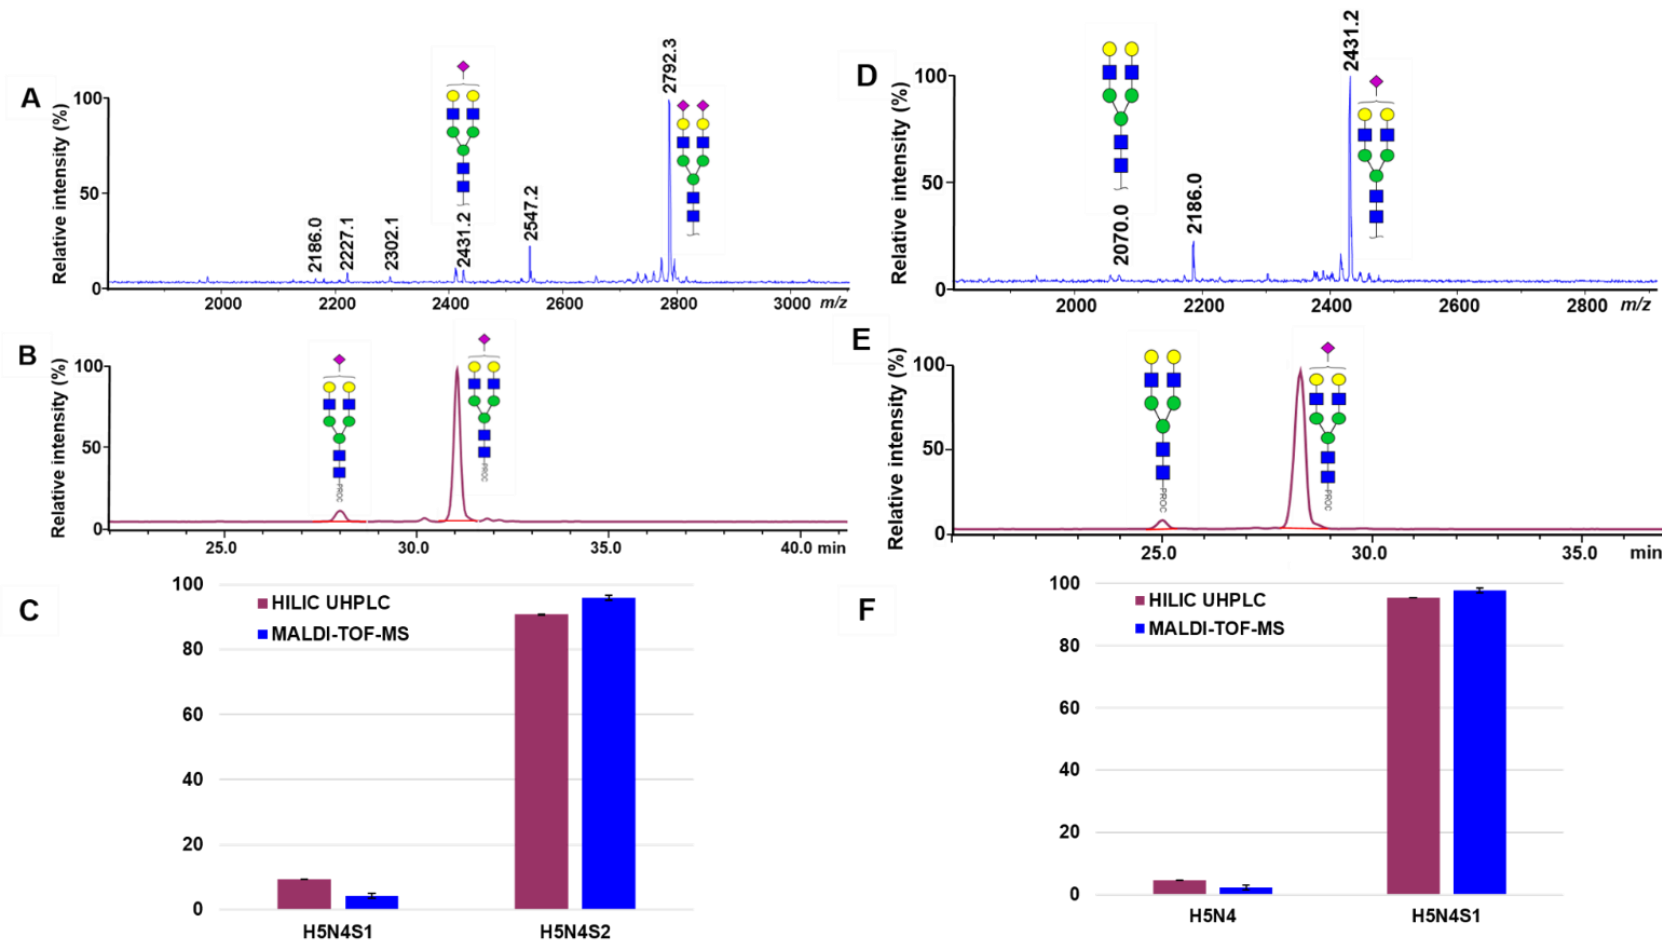 A
Relative intensity (%)
100
50
0
2186.0
2227.1
2302.1
2431.2
2547.2
2792.3
2000
2200
2400
2600
2800
3000
m/z
D
Relative intensity (%)
100
50
0
2070.0
2186.0
2431.2
2000
2200
2400
2600
2800
m/z
B
Relative intensity (%)
100
50
0
PROC
PROC
25.0
30.0
35.0
40.0 min
E
Relative intensity (%)
100
50
0
PROC
PROC
25.0
30.0
35.0
min
C
100
80
60
40
20
0
HILIC UHPLC
MALDI-TOF-MS
H5N4S1
H5N4S2
F
100
80
60
40
20
0
HILIC UHPLC
MALDI-TOF-MS
H5N4
H5N4S1